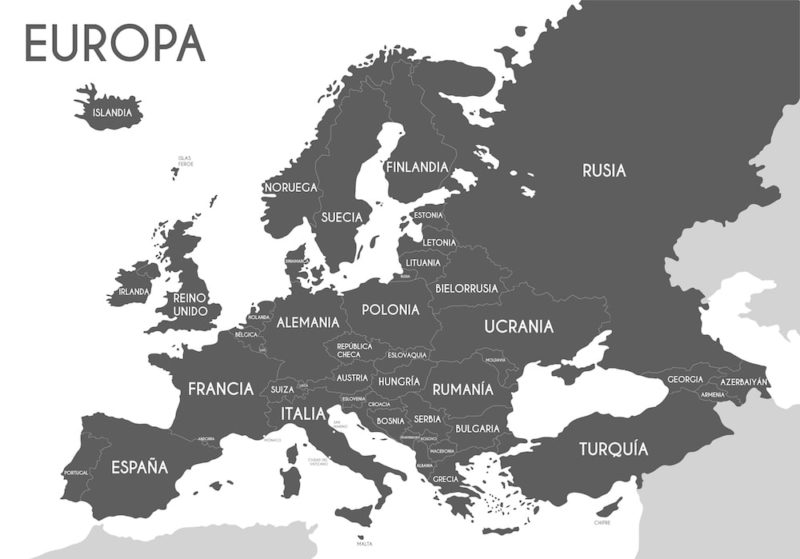 EUROPA
ISLANDIA
ISLAS
FEROE
NORUEGA
SUECIA
FINLANDIA
RUSIA
ESTONIA
LETONIA
LITUANIA
RUSIA
BIELORRUSIA
DINAMARCA
IRLANDA
REINO
UNIDO
HOLANDA
BÉLGICA
LUX.
ALEMANIA
POLONIA
UCRANIA
REPÚBLICA
CHECA
ESLOVAQUIA
MOLDAVIA
FRANCIA
SUIZA
AUSTRIA
HUNGRÍA
RUMANÍA
ESLOVENIA
CROACIA
ITALIA
SAN
MARINO
BOSNIA
SERBIA
BULGARIA
MONTENEGRO
KOSOVO
MACEDONIA
ALBANIA
GRECIA
GEORGIA
ARMENIA
AZERBAIYÁN
TURQUÍA
CHIPRE
PORTUGAL
ESPAÑA
ANDORRA
MÓNACO
CIUDAD DEL
VATICANO
MALTA